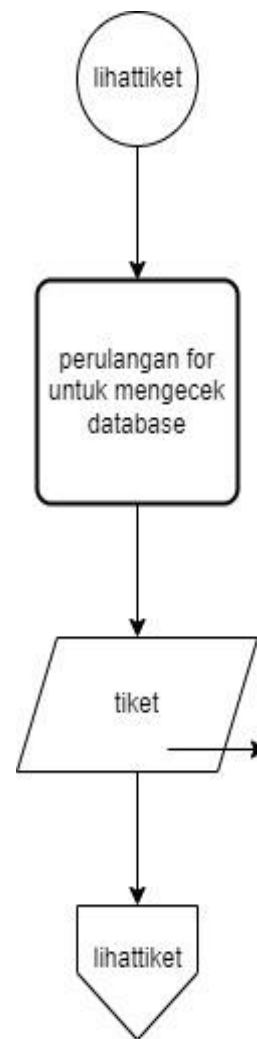 lihattiket
perulangan for
untuk mengecek
database
tiket
lihattiket